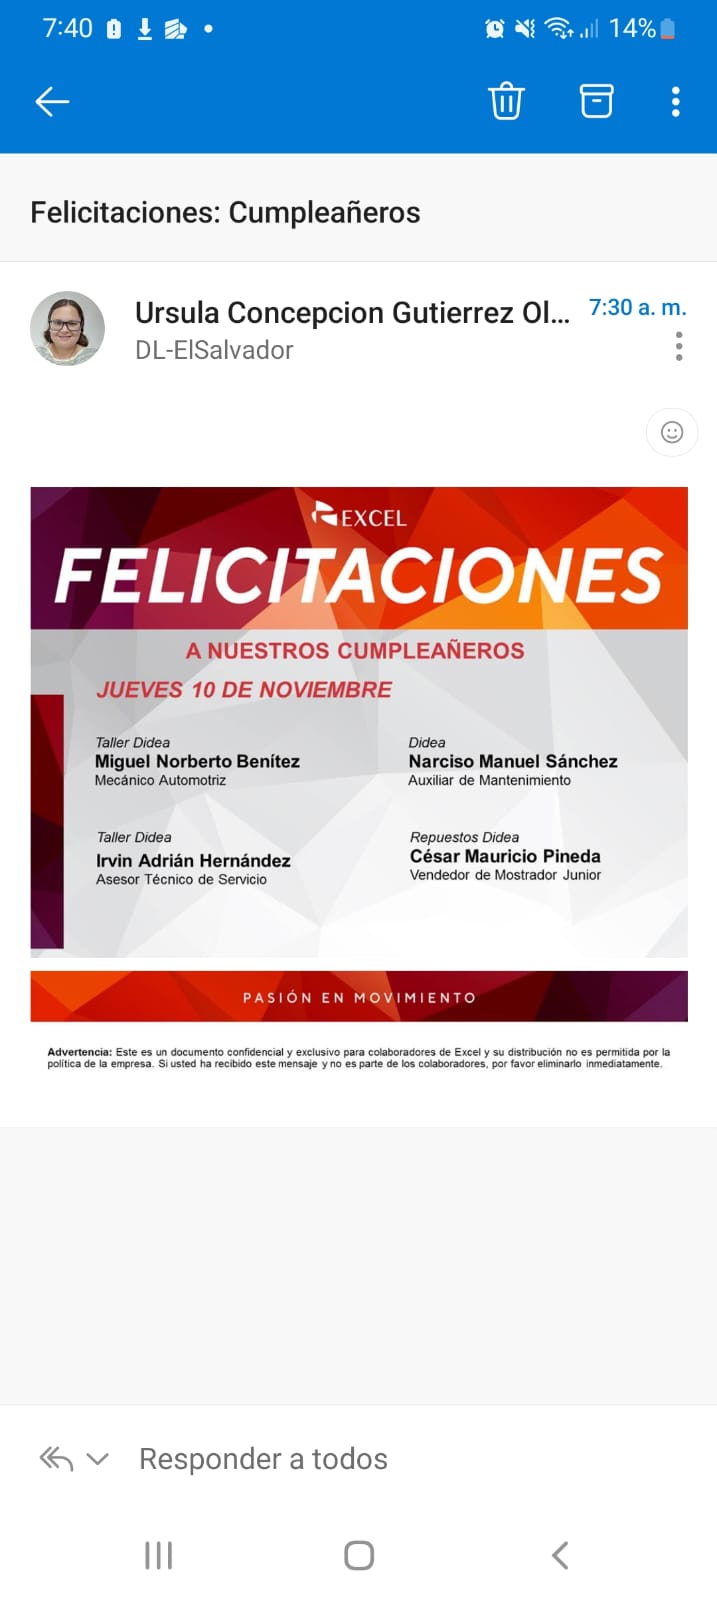 7:40
14%
Felicitaciones: Cumpleañeros
Ursula Concepcion Gutierrez Ol...
7:30 a. m.
DL-ElSalvador
EXCEL
FELICITACIONES
A NUESTROS CUMPLEAÑEROS
JUEVES 10 DE NOVIEMBRE
Taller Didea
Miguel Norberto Benítez
Mecánico Automotriz
Didea
Narciso Manuel Sánchez
Auxiliar de Mantenimiento
Taller Didea
Irvin Adrián Hernández
Asesor Técnico de Servicio
Repuestos Didea
César Mauricio Pineda
Vendedor de Mostrador Junior
PASIÓN EN MOVIMIENTO
Advertencia: Este es un documento confidencial y exclusivo para colaboradores de Excel y su distribución no es permitida por la
política de la empresa. Si usted ha recibido este mensaje y no es parte de los colaboradores, por favor eliminarlo inmediatamente.
Responder a todos